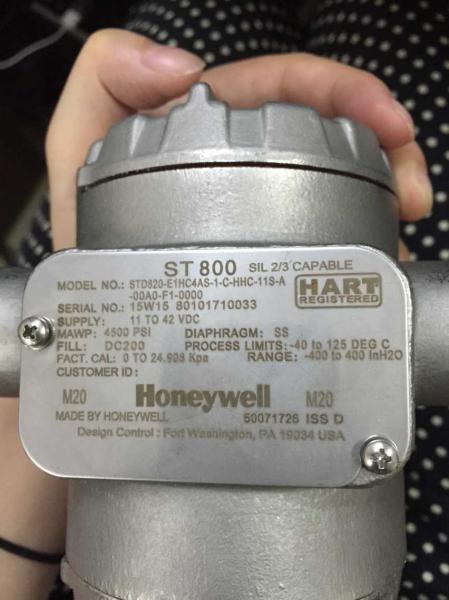 ST 800 SIL 2/3 CAPABLE
HART
REGISTERED
MODEL NO.: STD820-E1HC4AS-1-C-HHC-11S-A
-00A0-F1-0000
SERIAL NO.: 15W15 80101710033
SUPPLY: 11 TO 42 VDC
MAWP: 4500 PSI DIAPHRAGM: SS
FILL: DC200 PROCESS LIMITS: -40 to 125 DEG C
FACT. CAL: 0 TO 24.908 Kpa RANGE: -400 to 400 InH2O
CUSTOMER ID:
M20 Honeywell M20
MADE BY HONEYWELL 50071726 ISS D
Design Control : Fort Washington, PA 19034 USA